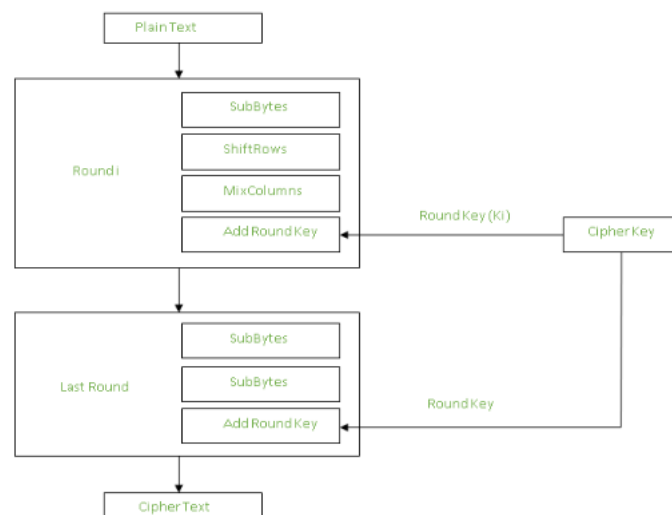 Plain Text
SubBytes
ShiftRows
Round i
MixColumns
Add Round Key
Round Key (Ki)
Cipher Key
SubBytes
Last Round
SubBytes
Add Round Key
Round Key
Cipher Text